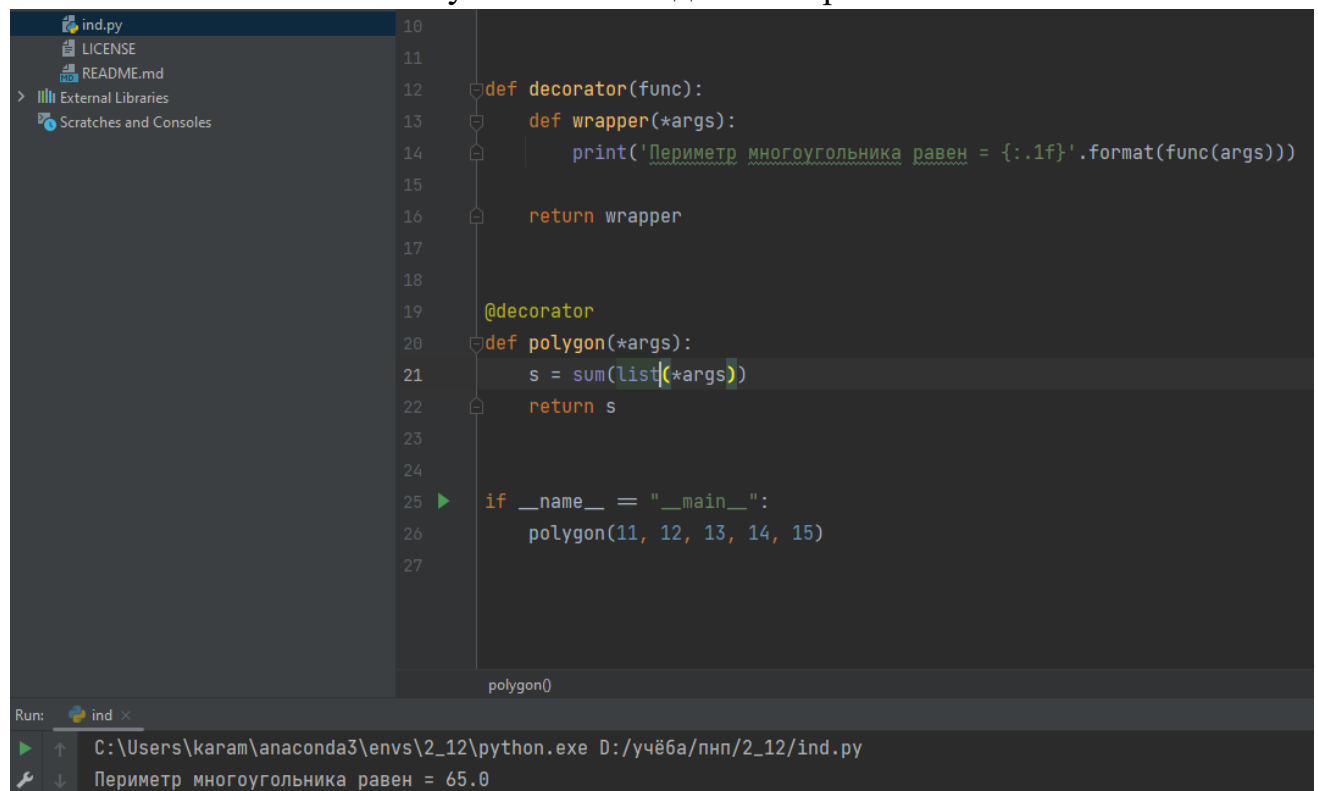 ind.py
LICENSE
README.md
External Libraries
Scratches and Consoles
10
11
12 def decorator(func):
13     def wrapper(*args):
14         print('Периметр многоугольника равен = {:.1f}'.format(func(args)))
15
16     return wrapper
17
18
19 @decorator
20 def polygon(*args):
21     s = sum(list(*args))
22     return s
23
24
25 if __name__ == "__main__":
26     polygon(11, 12, 13, 14, 15)
27
polygon()
Run: ind ×
C:\Users\karam\anaconda3\envs\2_12\python.exe D:/учёба/пнп/2_12/ind.py
Периметр многоугольника равен = 65.0